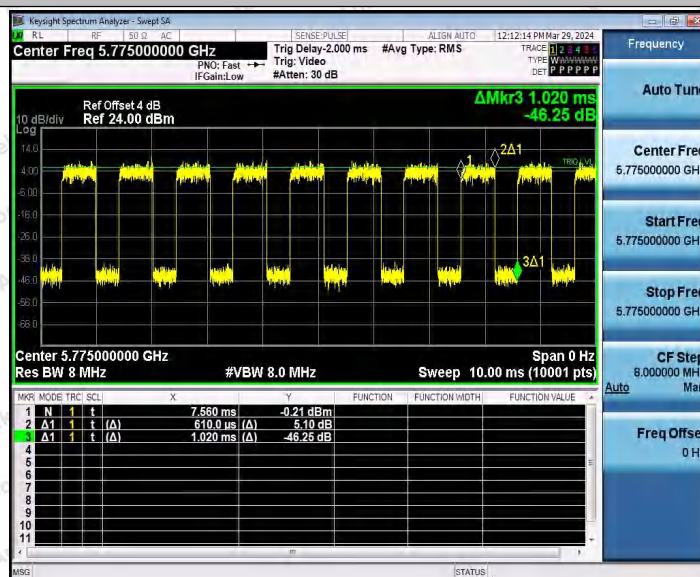 Keysight Spectrum Analyzer - Swept SA
RL RF 50 Ω AC SENSE:PULSE ALIGN AUTO 12:12:14 PM Mar 29, 2024
Center Freq 5.775000000 GHz
PNO: Fast
IFGain:Low
Trig Delay-2.000 ms
Trig: Video
#Atten: 30 dB
#Avg Type: RMS
TRACE 1 2 3 4 5 6
TYPE
DET P P P P P P
Ref Offset 4 dB
10 dB/div Ref 24.00 dBm
Log
ΔMkr3 1.020 ms
-46.25 dB
14.0
4.00
-6.00
-16.0
-26.0
-36.0
-46.0
-56.0
-66.0
1
2Δ1
TRIG LVL
3Δ1
Center 5.775000000 GHz Span 0 Hz
Res BW 8 MHz #VBW 8.0 MHz Sweep 10.00 ms (10001 pts)
MKR MODE TRC SCL X Y FUNCTION FUNCTION WIDTH FUNCTION VALUE
1 N 1 t 7.560 ms -0.21 dBm
2 Δ1 1 t (Δ) 610.0 us (Δ) 5.10 dB
3 Δ1 1 t (Δ) 1.020 ms (Δ) -46.25 dB
4
5
6
7
8
9
10
11
MSG STATUS
Frequency
Auto Tune
Center Freq
5.775000000 GH
Start Freq
5.775000000 GH
Stop Freq
5.775000000 GH
CF Step
8.000000 MH
Auto Ma
Freq Offse
0 H